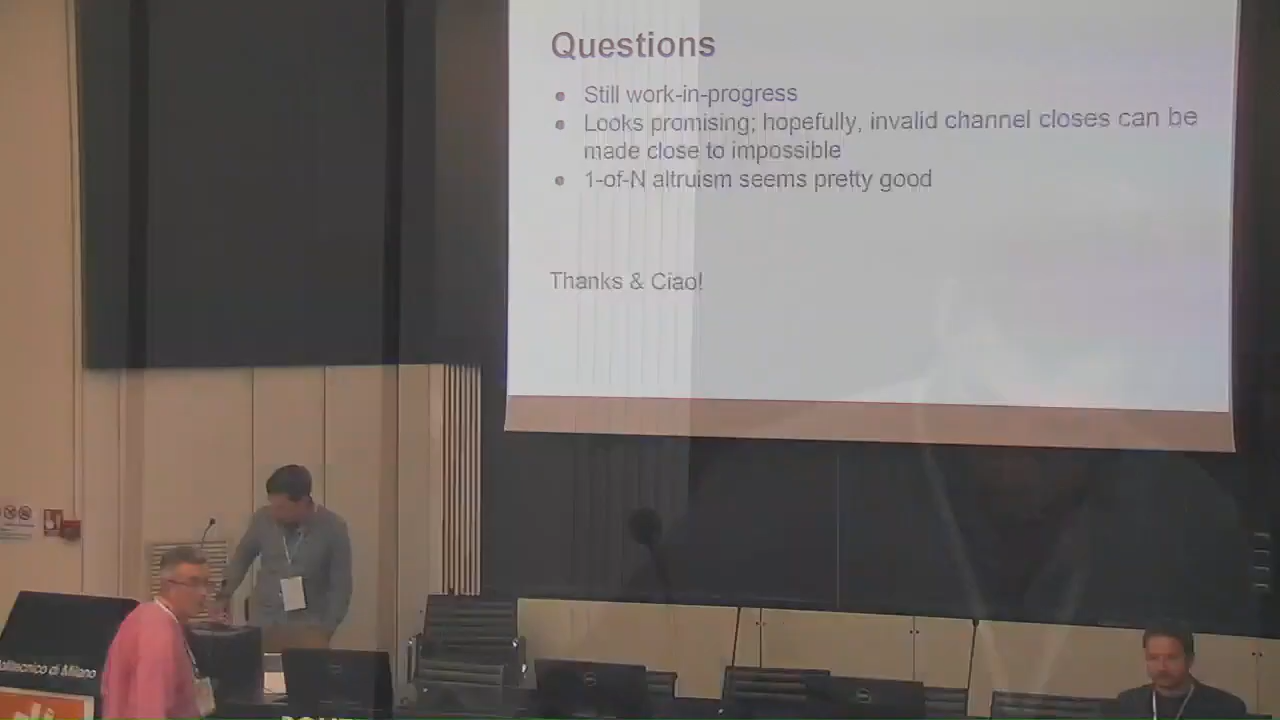 Questions
Still work-in-progress
Looks promising; hopefully, invalid channel closes can be
made close to impossible
1-of-N altruism seems pretty good
Thanks & Ciao!
olitecnico di Milano